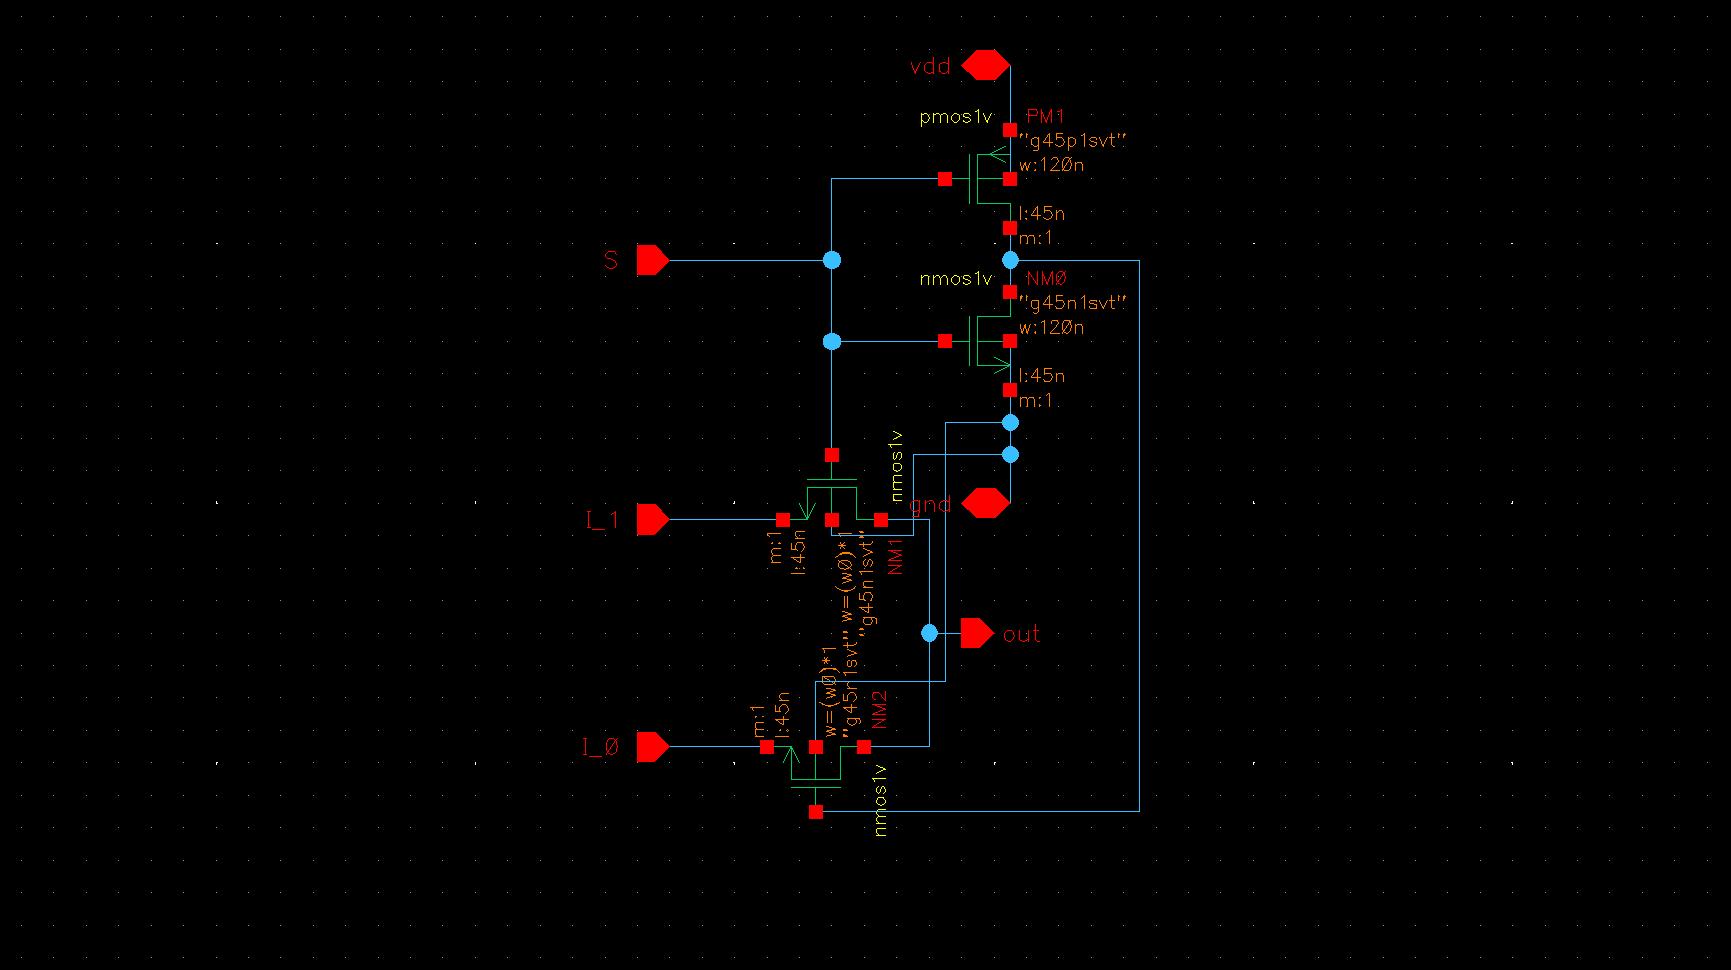 vdd
pmos1v
PM1
"g45p1svt"
w:120n
l:45n
m:1
S
nmos1v
NM0
"g45n1svt"
w:120n
l:45n
m:1
nmos1v
gnd
I_1
m:1
l:45n
w=(w0)*1
"g45n1svt"
NM1
out
m:1
l:45n
w=(w0)*1
"g45n1svt"
NM2
I_0
nmos1v